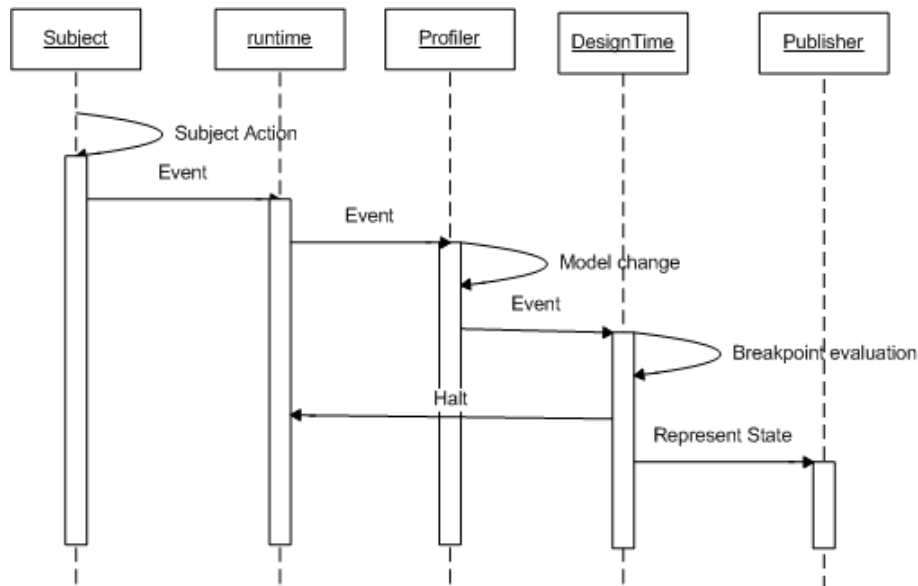 Subject
runtime
Profiler
DesignTime
Publisher
Subject Action
Event
Event
Model change
Event
Breakpoint evaluation
Halt
Represent State